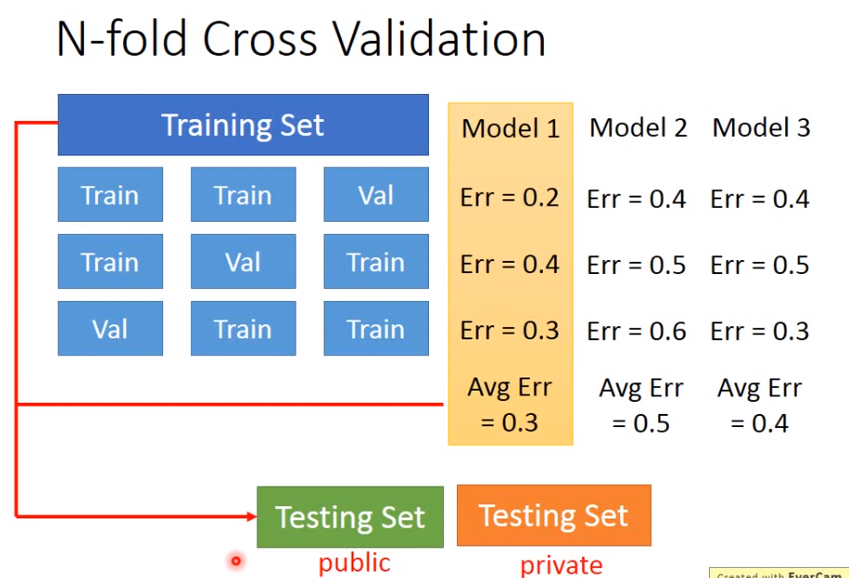 N-fold Cross Validation
Training Set Model 1 Model 2 Model 3
Train Train Val Err = 0.2 Err = 0.4 Err = 0.4
Train Val Train Err = 0.4 Err = 0.5 Err = 0.5
Val Train Train Err = 0.3 Err = 0.6 Err = 0.3
Avg Err Avg Err Avg Err
= 0.3 = 0.5 = 0.4
Testing Set Testing Set
public private
Created with EverCam